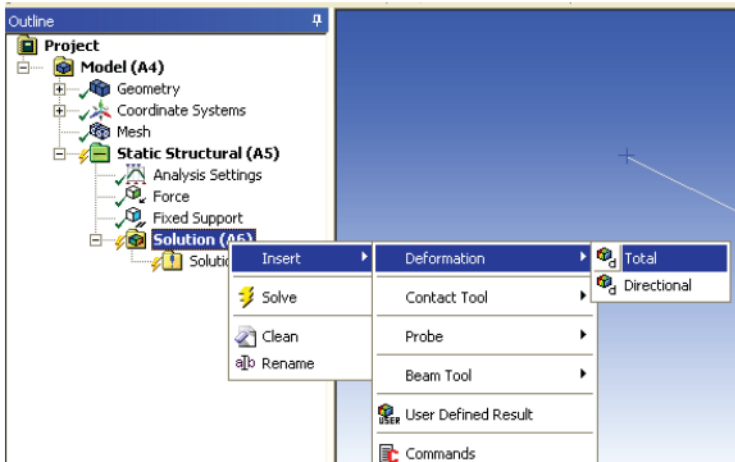 Outline
Project
Model (A4)
Geometry
Coordinate Systems
Mesh
Static Structural (A5)
Analysis Settings
Force
Fixed Support
Solution (A6)
Solutio
Insert
Solve
Clean
Rename
Deformation
Contact Tool
Probe
Beam Tool
User Defined Result
Commands
Total
Directional